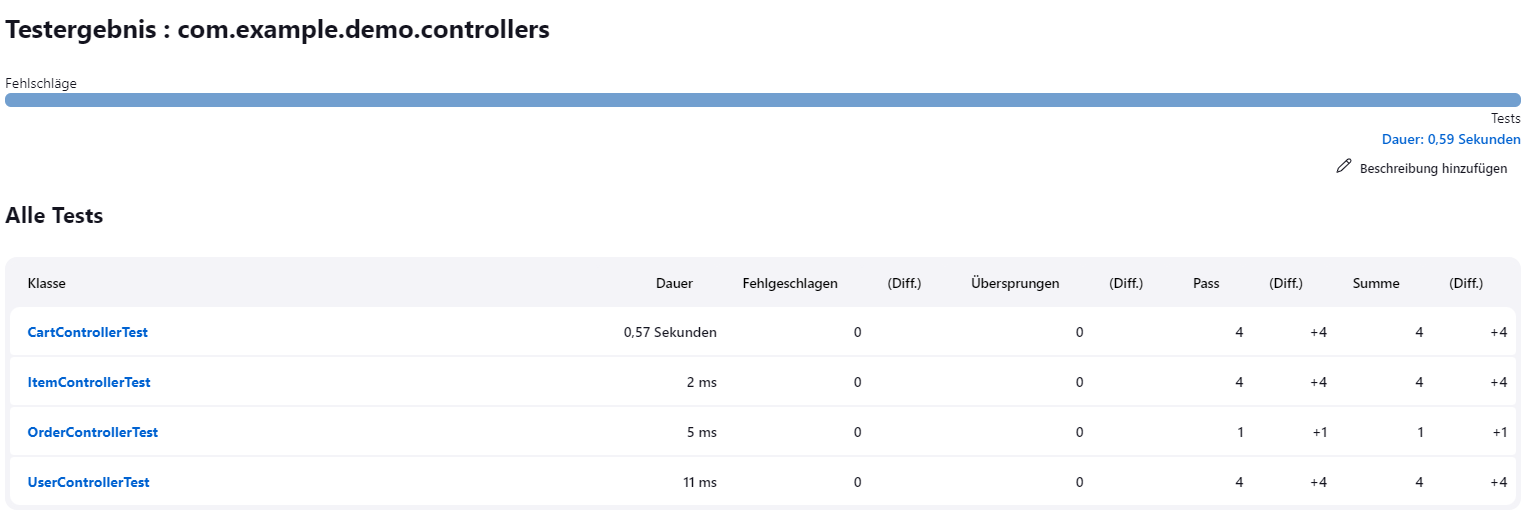 Testergebnis : com.example.demo.controllers
Fehlschläge
Tests
Dauer: 0,59 Sekunden
Beschreibung hinzufügen
Alle Tests
Klasse Dauer Fehlgeschlagen (Diff.) Übersprungen (Diff.) Pass (Diff.) Summe (Diff.)
CartControllerTest 0,57 Sekunden 0 0 4 +4 4 +4
ItemControllerTest 2 ms 0 0 4 +4 4 +4
OrderControllerTest 5 ms 0 0 1 +1 1 +1
UserControllerTest 11 ms 0 0 4 +4 4 +4